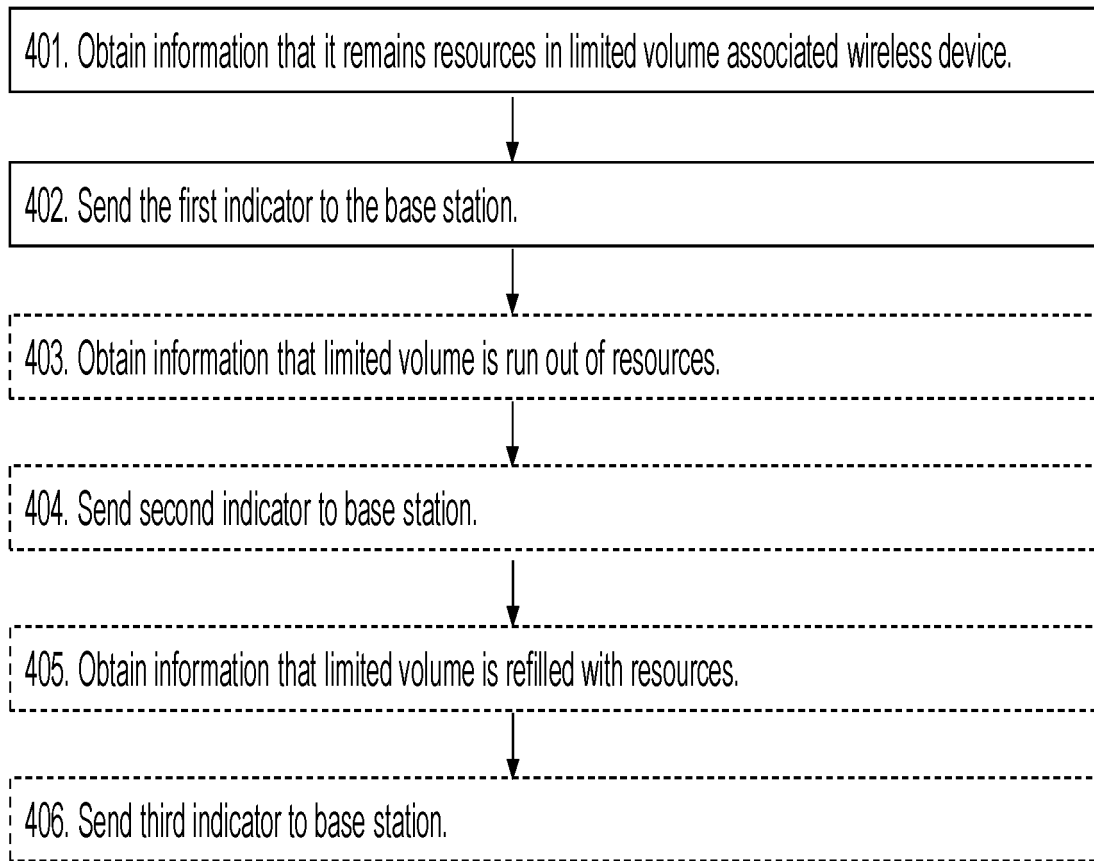 401. Obtain information that it remains resources in limited volume associated wireless device.
402. Send the first indicator to the base station.
403. Obtain information that limited volume is run out of resources.
404. Send second indicator to base station.
405. Obtain information that limited volume is refilled with resources.
406. Send third indicator to base station.